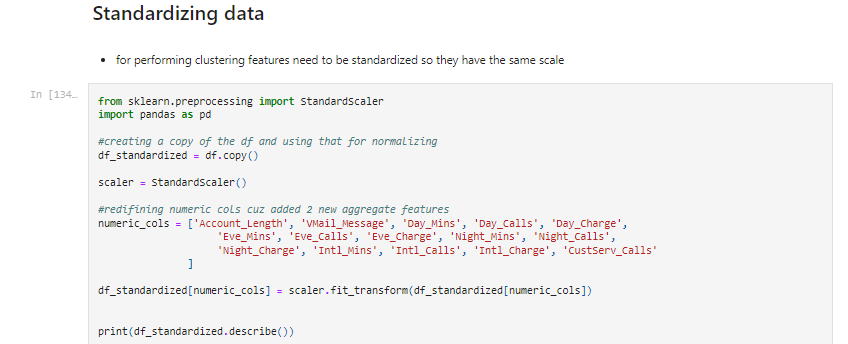 Standardizing data
• for performing clustering features need to be standardized so they have the same scale
In [134…
from sklearn.preprocessing import StandardScaler
import pandas as pd
#creating a copy of the df and using that for normalizing
df_standardized = df.copy()
scaler = StandardScaler()
#redifining numeric cols cuz added 2 new aggregate features
numeric_cols = ['Account_Length', 'VMail_Message', 'Day_Mins', 'Day_Calls', 'Day_Charge',
'Eve_Mins', 'Eve_Calls', 'Eve_Charge', 'Night_Mins', 'Night_Calls',
'Night_Charge', 'Intl_Mins', 'Intl_Calls', 'Intl_Charge', 'CustServ_Calls'
]
df_standardized[numeric_cols] = scaler.fit_transform(df_standardized[numeric_cols])
print(df_standardized.describe())